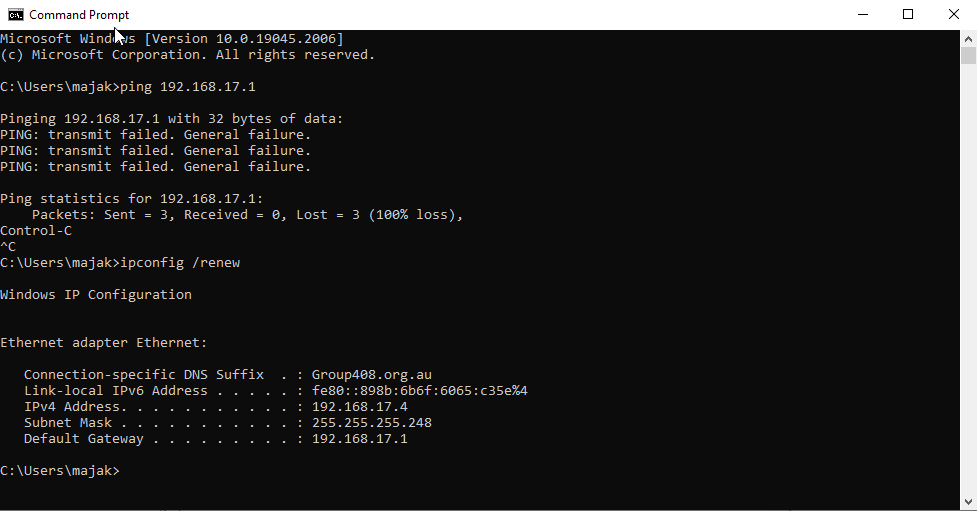 Command Prompt
Microsoft Windows [Version 10.0.19045.2006]
(c) Microsoft Corporation. All rights reserved.
C:\Users\majak>ping 192.168.17.1
Pinging 192.168.17.1 with 32 bytes of data:
PING: transmit failed. General failure.
PING: transmit failed. General failure.
PING: transmit failed. General failure.
Ping statistics for 192.168.17.1:
    Packets: Sent = 3, Received = 0, Lost = 3 (100% loss),
Control-C
^C
C:\Users\majak>ipconfig /renew
Windows IP Configuration
Ethernet adapter Ethernet:
   Connection-specific DNS Suffix  . : Group408.org.au
   Link-local IPv6 Address . . . . . : fe80::898b:6b6f:6065:c35e%4
   IPv4 Address. . . . . . . . . . . : 192.168.17.4
   Subnet Mask . . . . . . . . . . . : 255.255.255.248
   Default Gateway . . . . . . . . . : 192.168.17.1
C:\Users\majak>